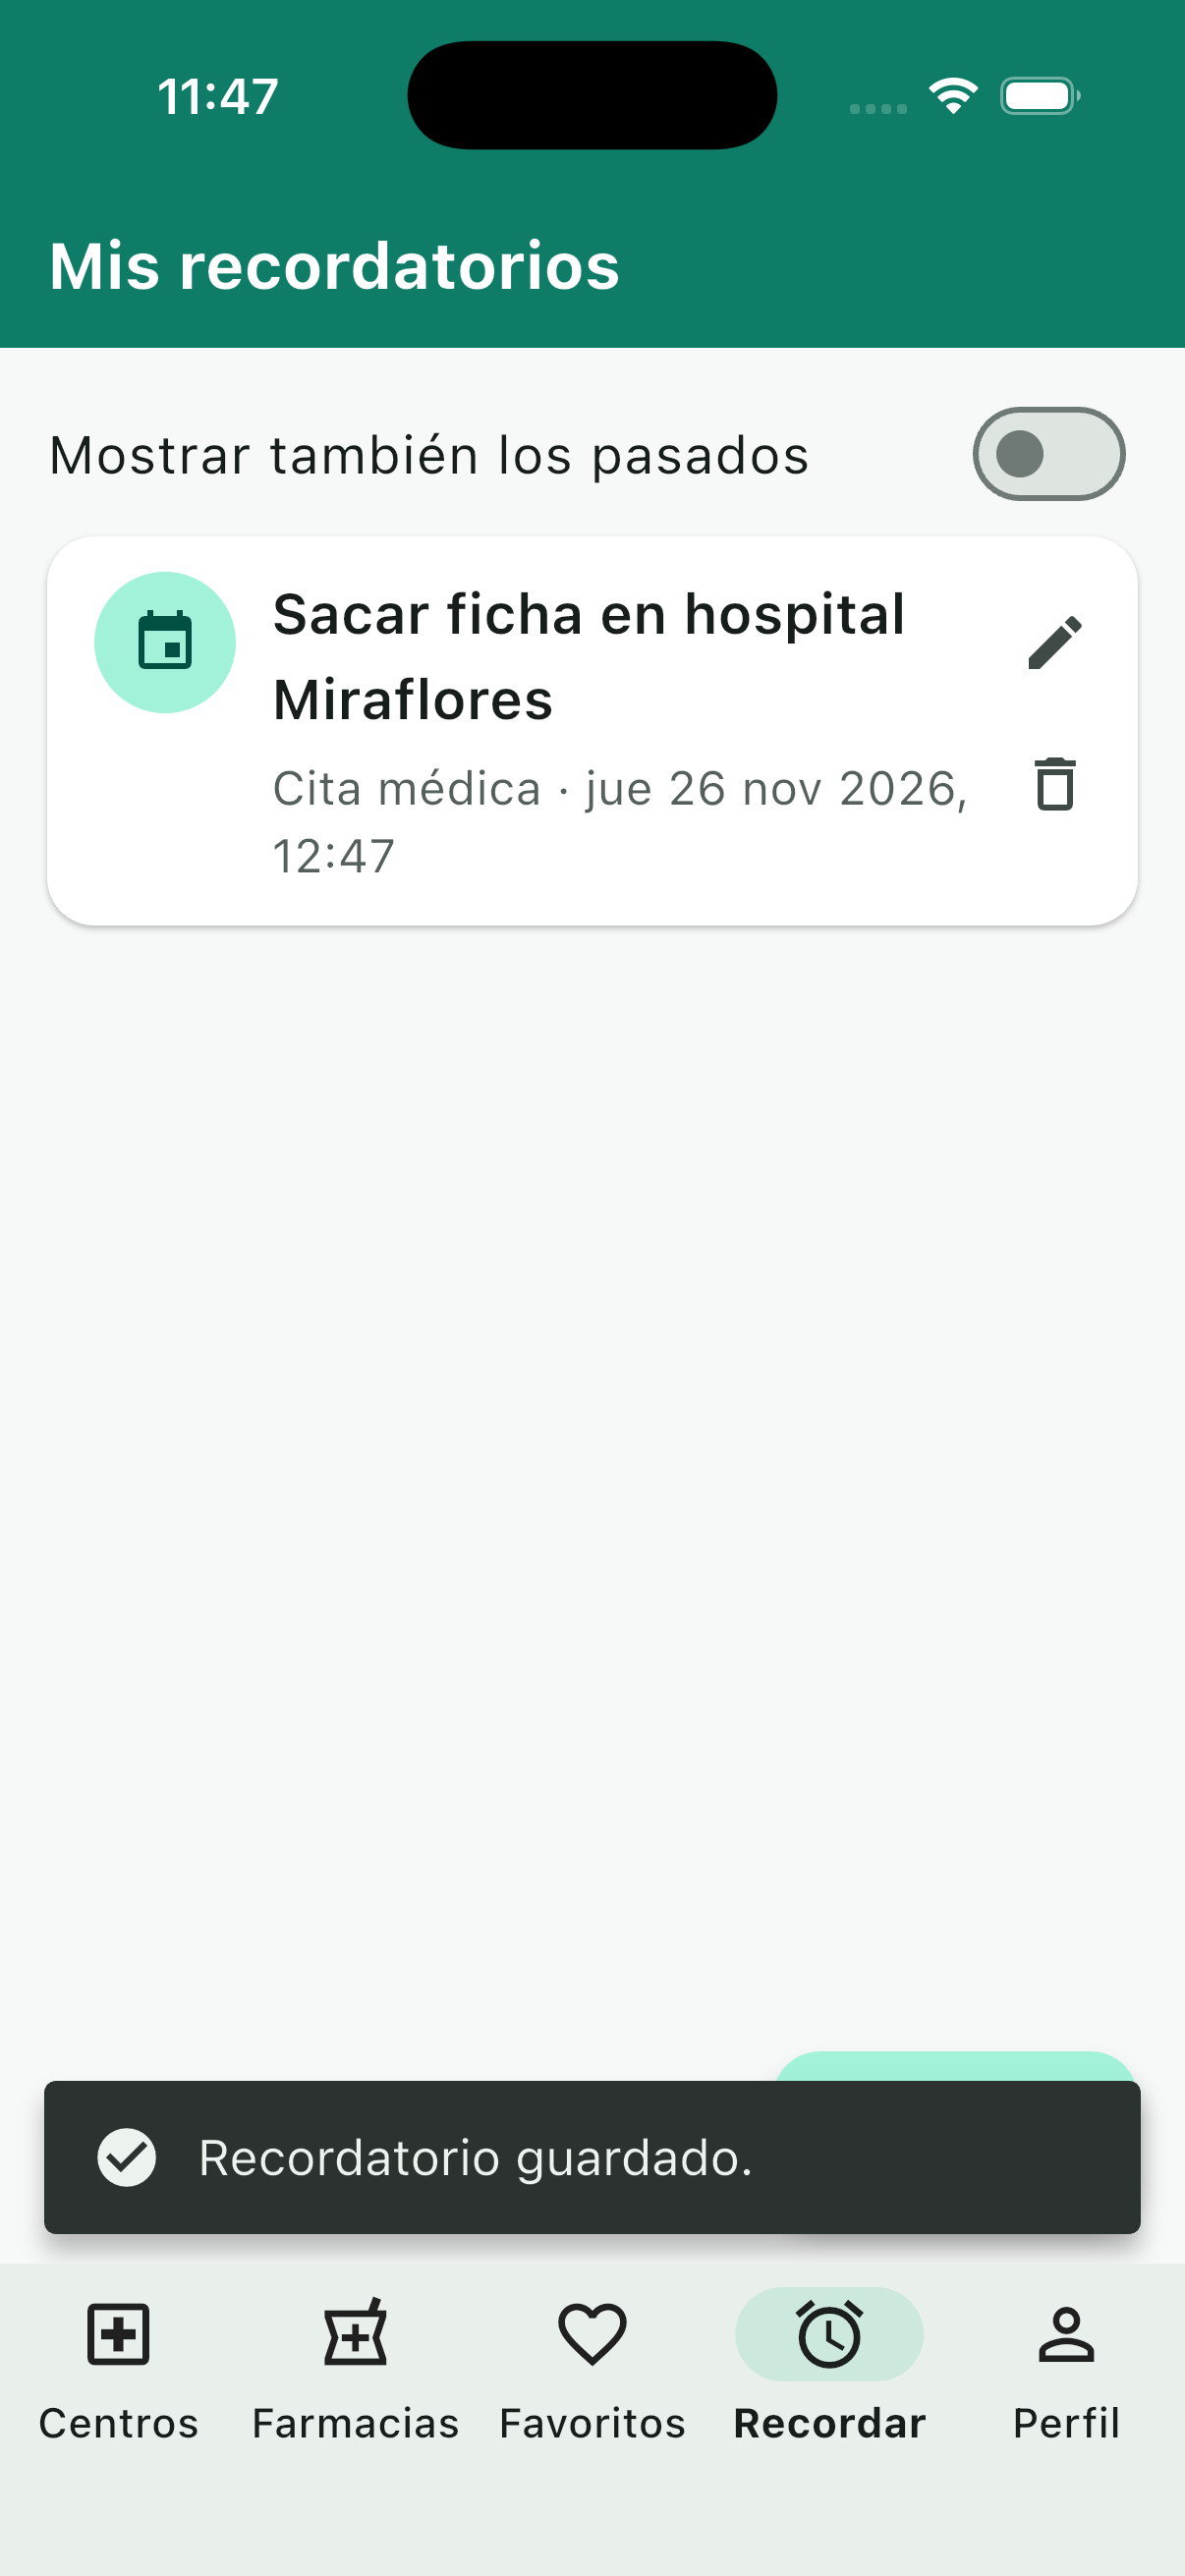 11:47
Mis recordatorios
Mostrar también los pasados
Sacar ficha en hospital
Miraflores
Cita médica · jue 26 nov 2026,
12:47
Recordatorio guardado.
Centros
Farmacias
Favoritos
Recordar
Perfil